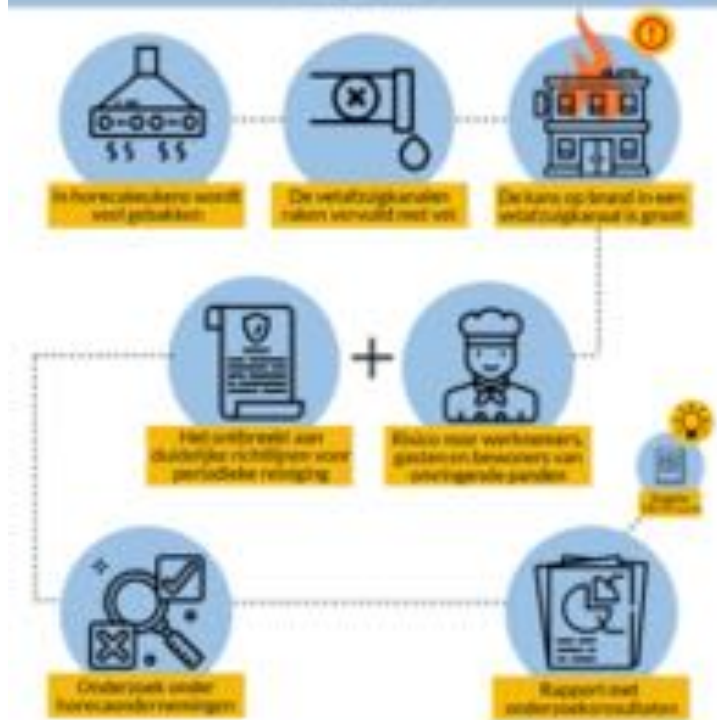 In horecakeukens wordt
veel gebakken
De vetafzuigkanalen
raken vervuild met vet
De kans op brand in een
vetafzuigkanaal is groot
Het ontbreekt aan
duidelijke richtlijnen voor
periodieke reiniging
Risico voor werknemers,
gasten en bewoners van
omringende panden
Onderzoek onder
horecaondernemingen
Rapport met
onderzoeksresultaten